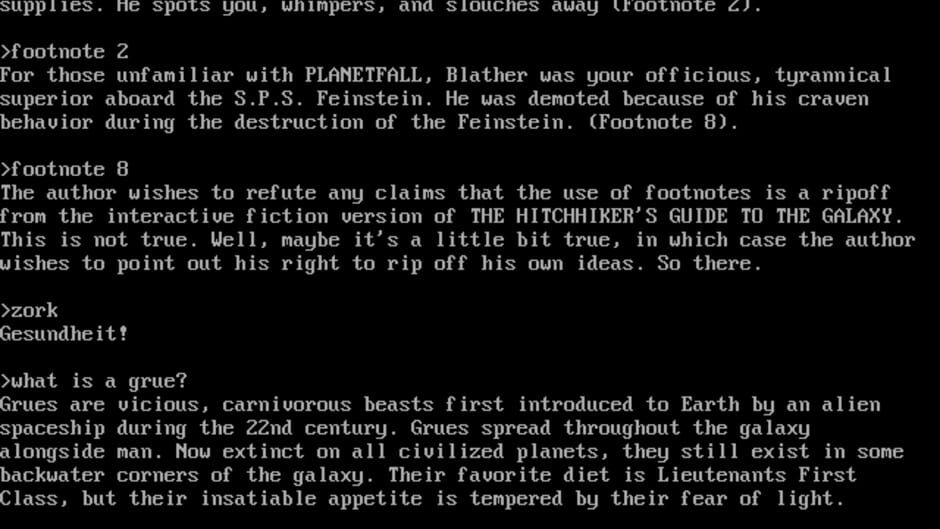 supplies. He spots you, whimpers, and slouches away (Footnote 2).
>footnote 2
For those unfamiliar with PLANETFALL, Blather was your officious, tyrannical
superior aboard the S.P.S. Feinstein. He was demoted because of his craven
behavior during the destruction of the Feinstein. (Footnote 8).
>footnote 8
The author wishes to refute any claims that the use of footnotes is a ripoff
from the interactive fiction version of THE HITCHHIKER'S GUIDE TO THE GALAXY.
This is not true. Well, maybe it's a little bit true, in which case the author
wishes to point out his right to rip off his own ideas. So there.
>zork
Gesundheit!
>what is a grue?
Grues are vicious, carnivorous beasts first introduced to Earth by an alien
spaceship during the 22nd century. Grues spread throughout the galaxy
alongside man. Now extinct on all civilized planets, they still exist in some
backwater corners of the galaxy. Their favorite diet is Lieutenants First
Class, but their insatiable appetite is tempered by their fear of light.